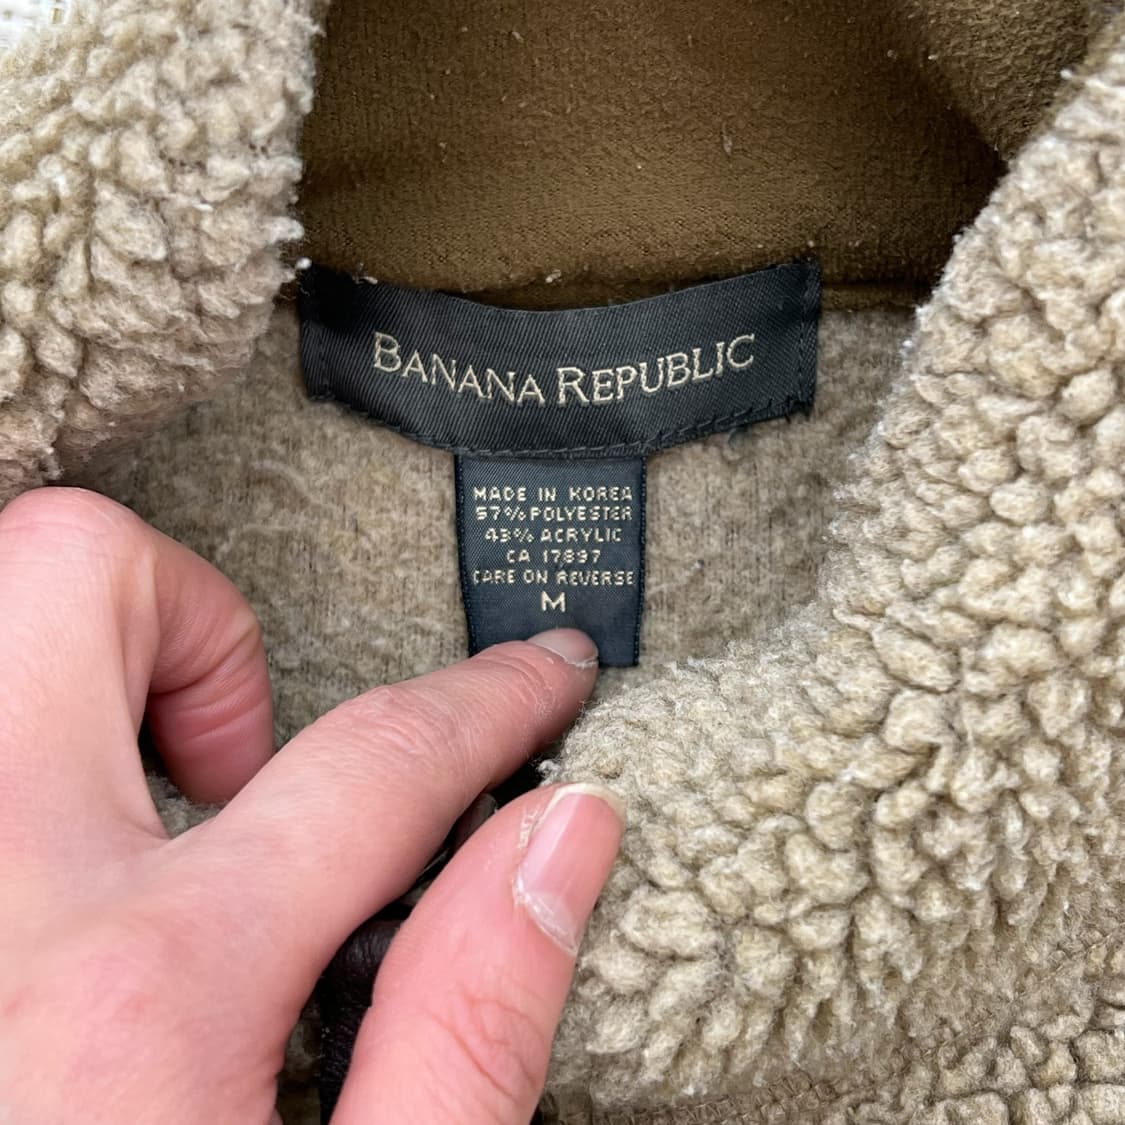 BANANA REPUBLIC
MADE IN KOREA
57% POLYESTER
43% ACRYLIC
CA 17897
CARE ON REVERSE
M